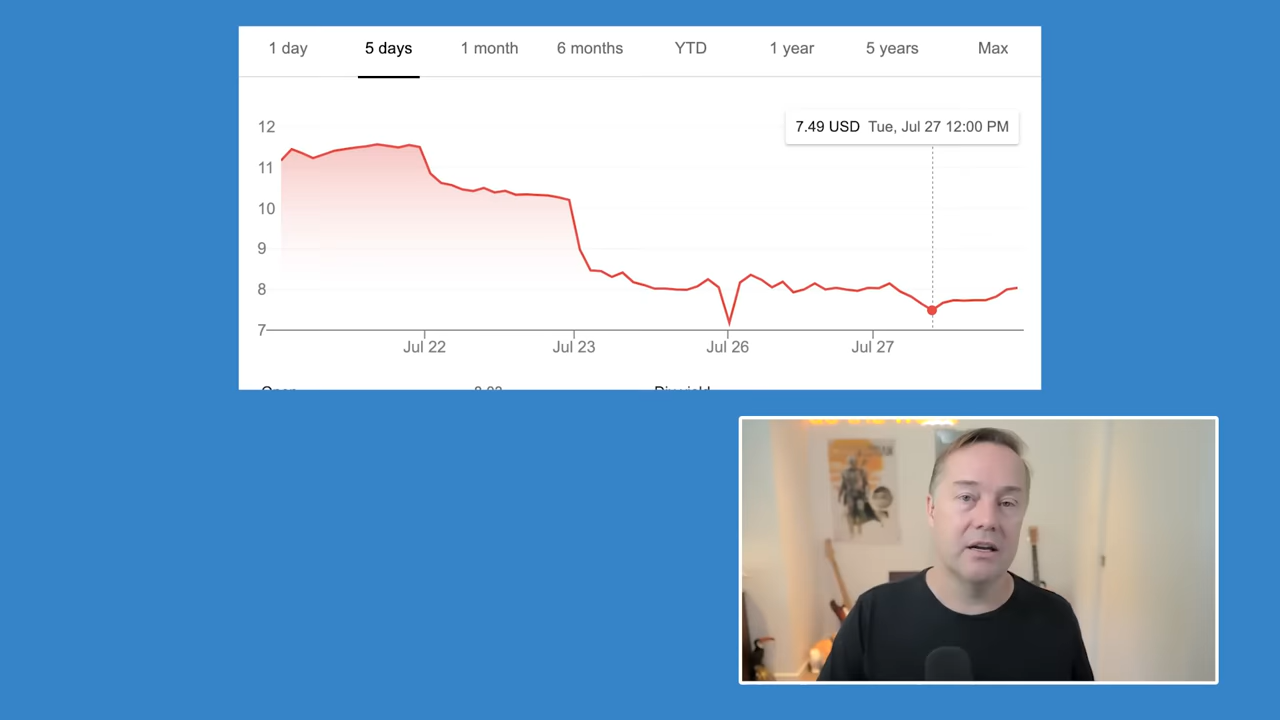 1 day 5 days 1 month 6 months YTD 1 year 5 years Max
7.49 USD Tue, Jul 27 12:00 PM
12
11
10
9
8
7
Jul 22 Jul 23 Jul 26 Jul 27